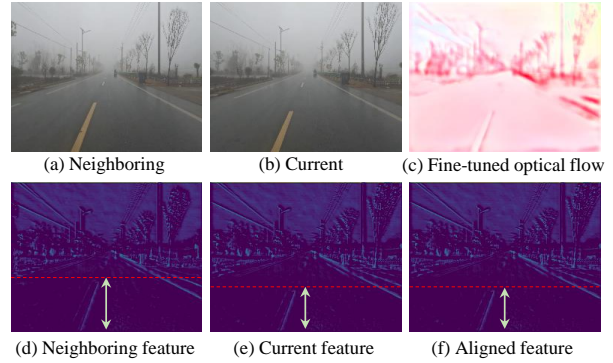 (a) Neighboring
(b) Current
(c) Fine-tuned optical flow
(d) Neighboring feature
(e) Current feature
(f) Aligned feature